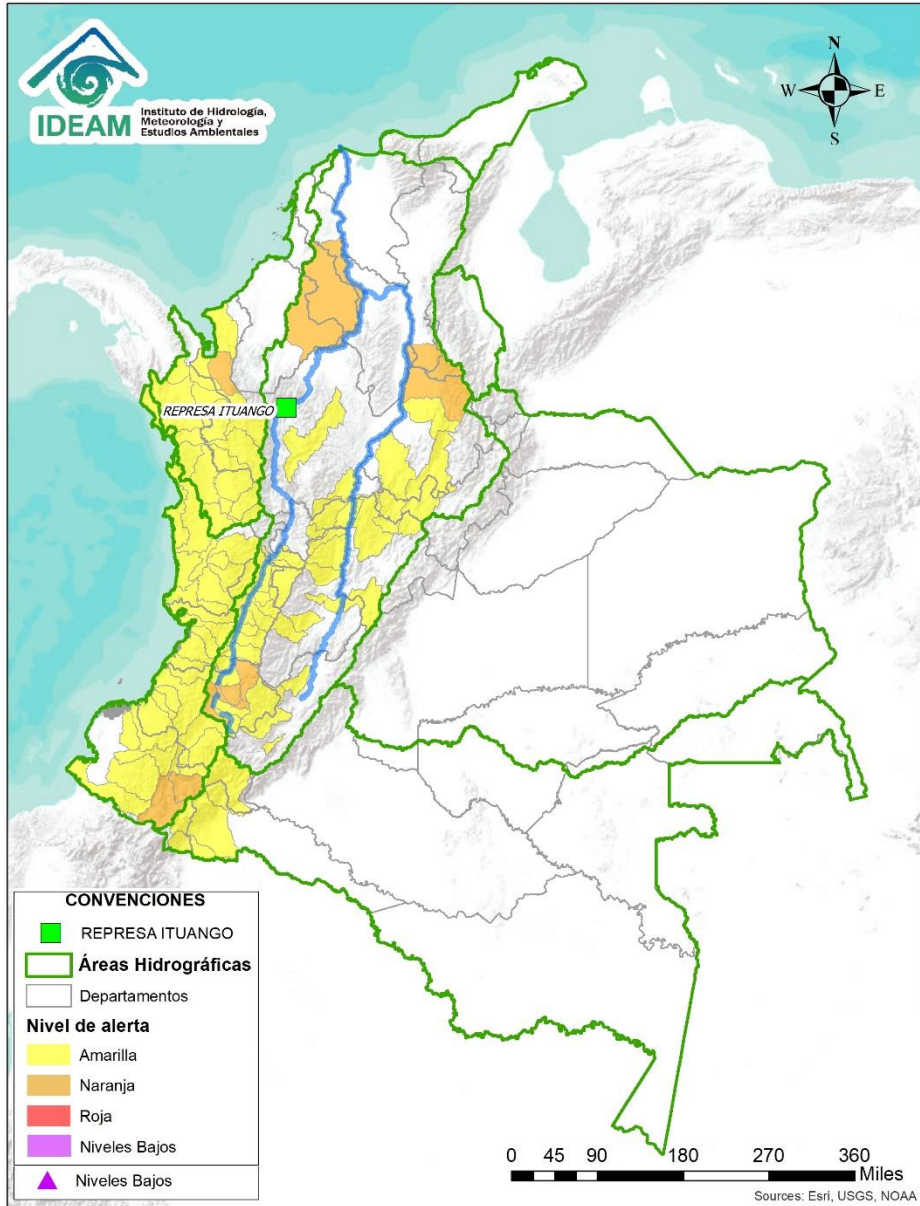 IDEAM
Instituto de Hidrología,
Meteorología y
Estudios Ambientales
N
W
E
S
REPRESA ITUANGO
CONVENCIONES
REPRESA ITUANGO
Áreas Hidrográficas
Departamentos
Nivel de alerta
Amarilla
Naranja
Roja
Niveles Bajos
Niveles Bajos
0 45 90 180 270 360
Miles
Sources: Esri, USGS, NOAA